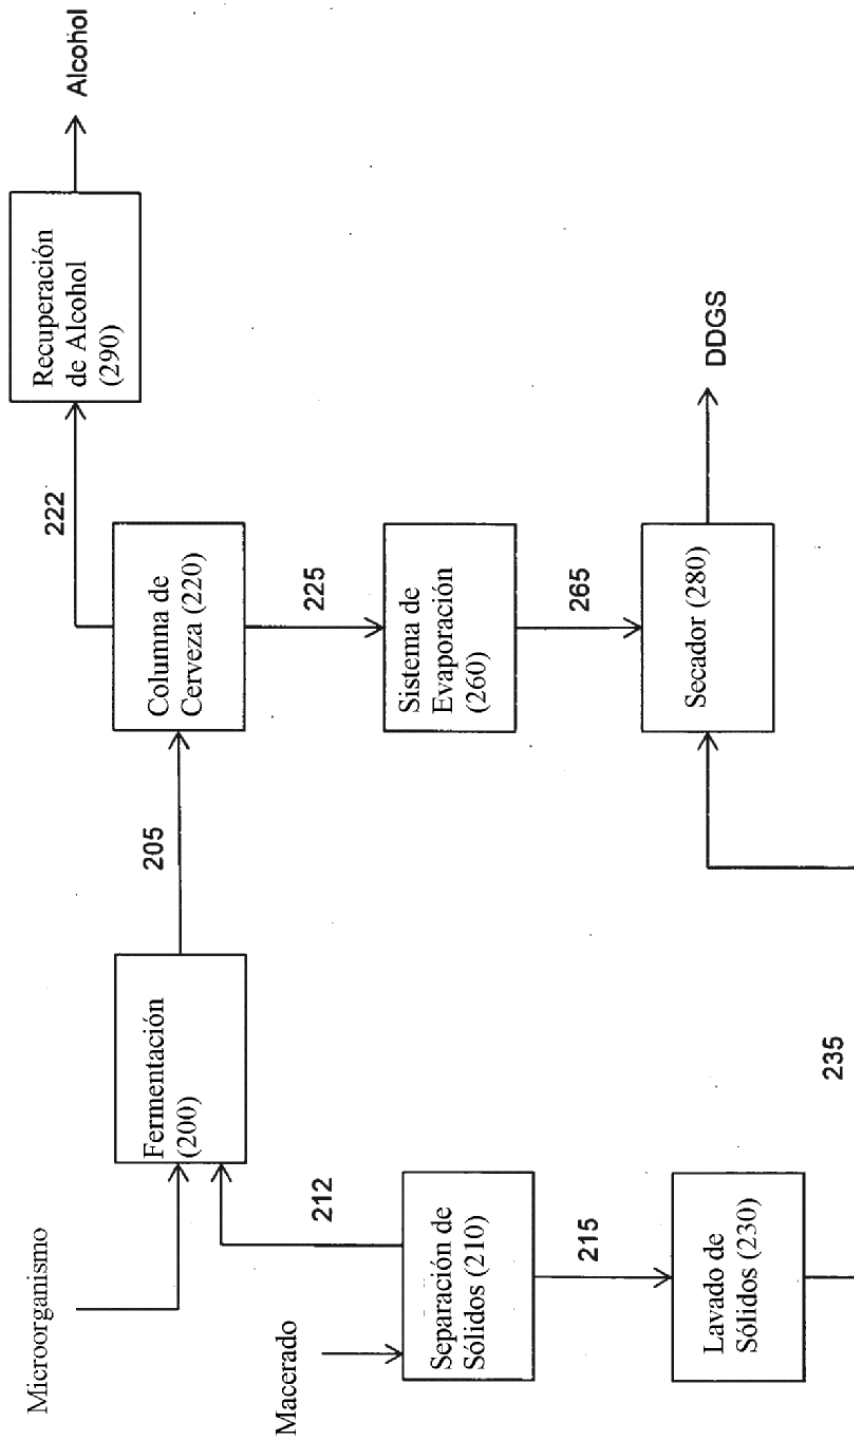 Microorganismo
Macerado
Separación de
Sólidos (210)
212
215
Lavado de
Sólidos (230)
235
Fermentación
(200)
205
Columna de
Cerveza (220)
222
225
Recuperación
de Alcohol
(290)
Alcohol
Sistema de
Evaporación
(260)
265
Secador (280)
DDGS